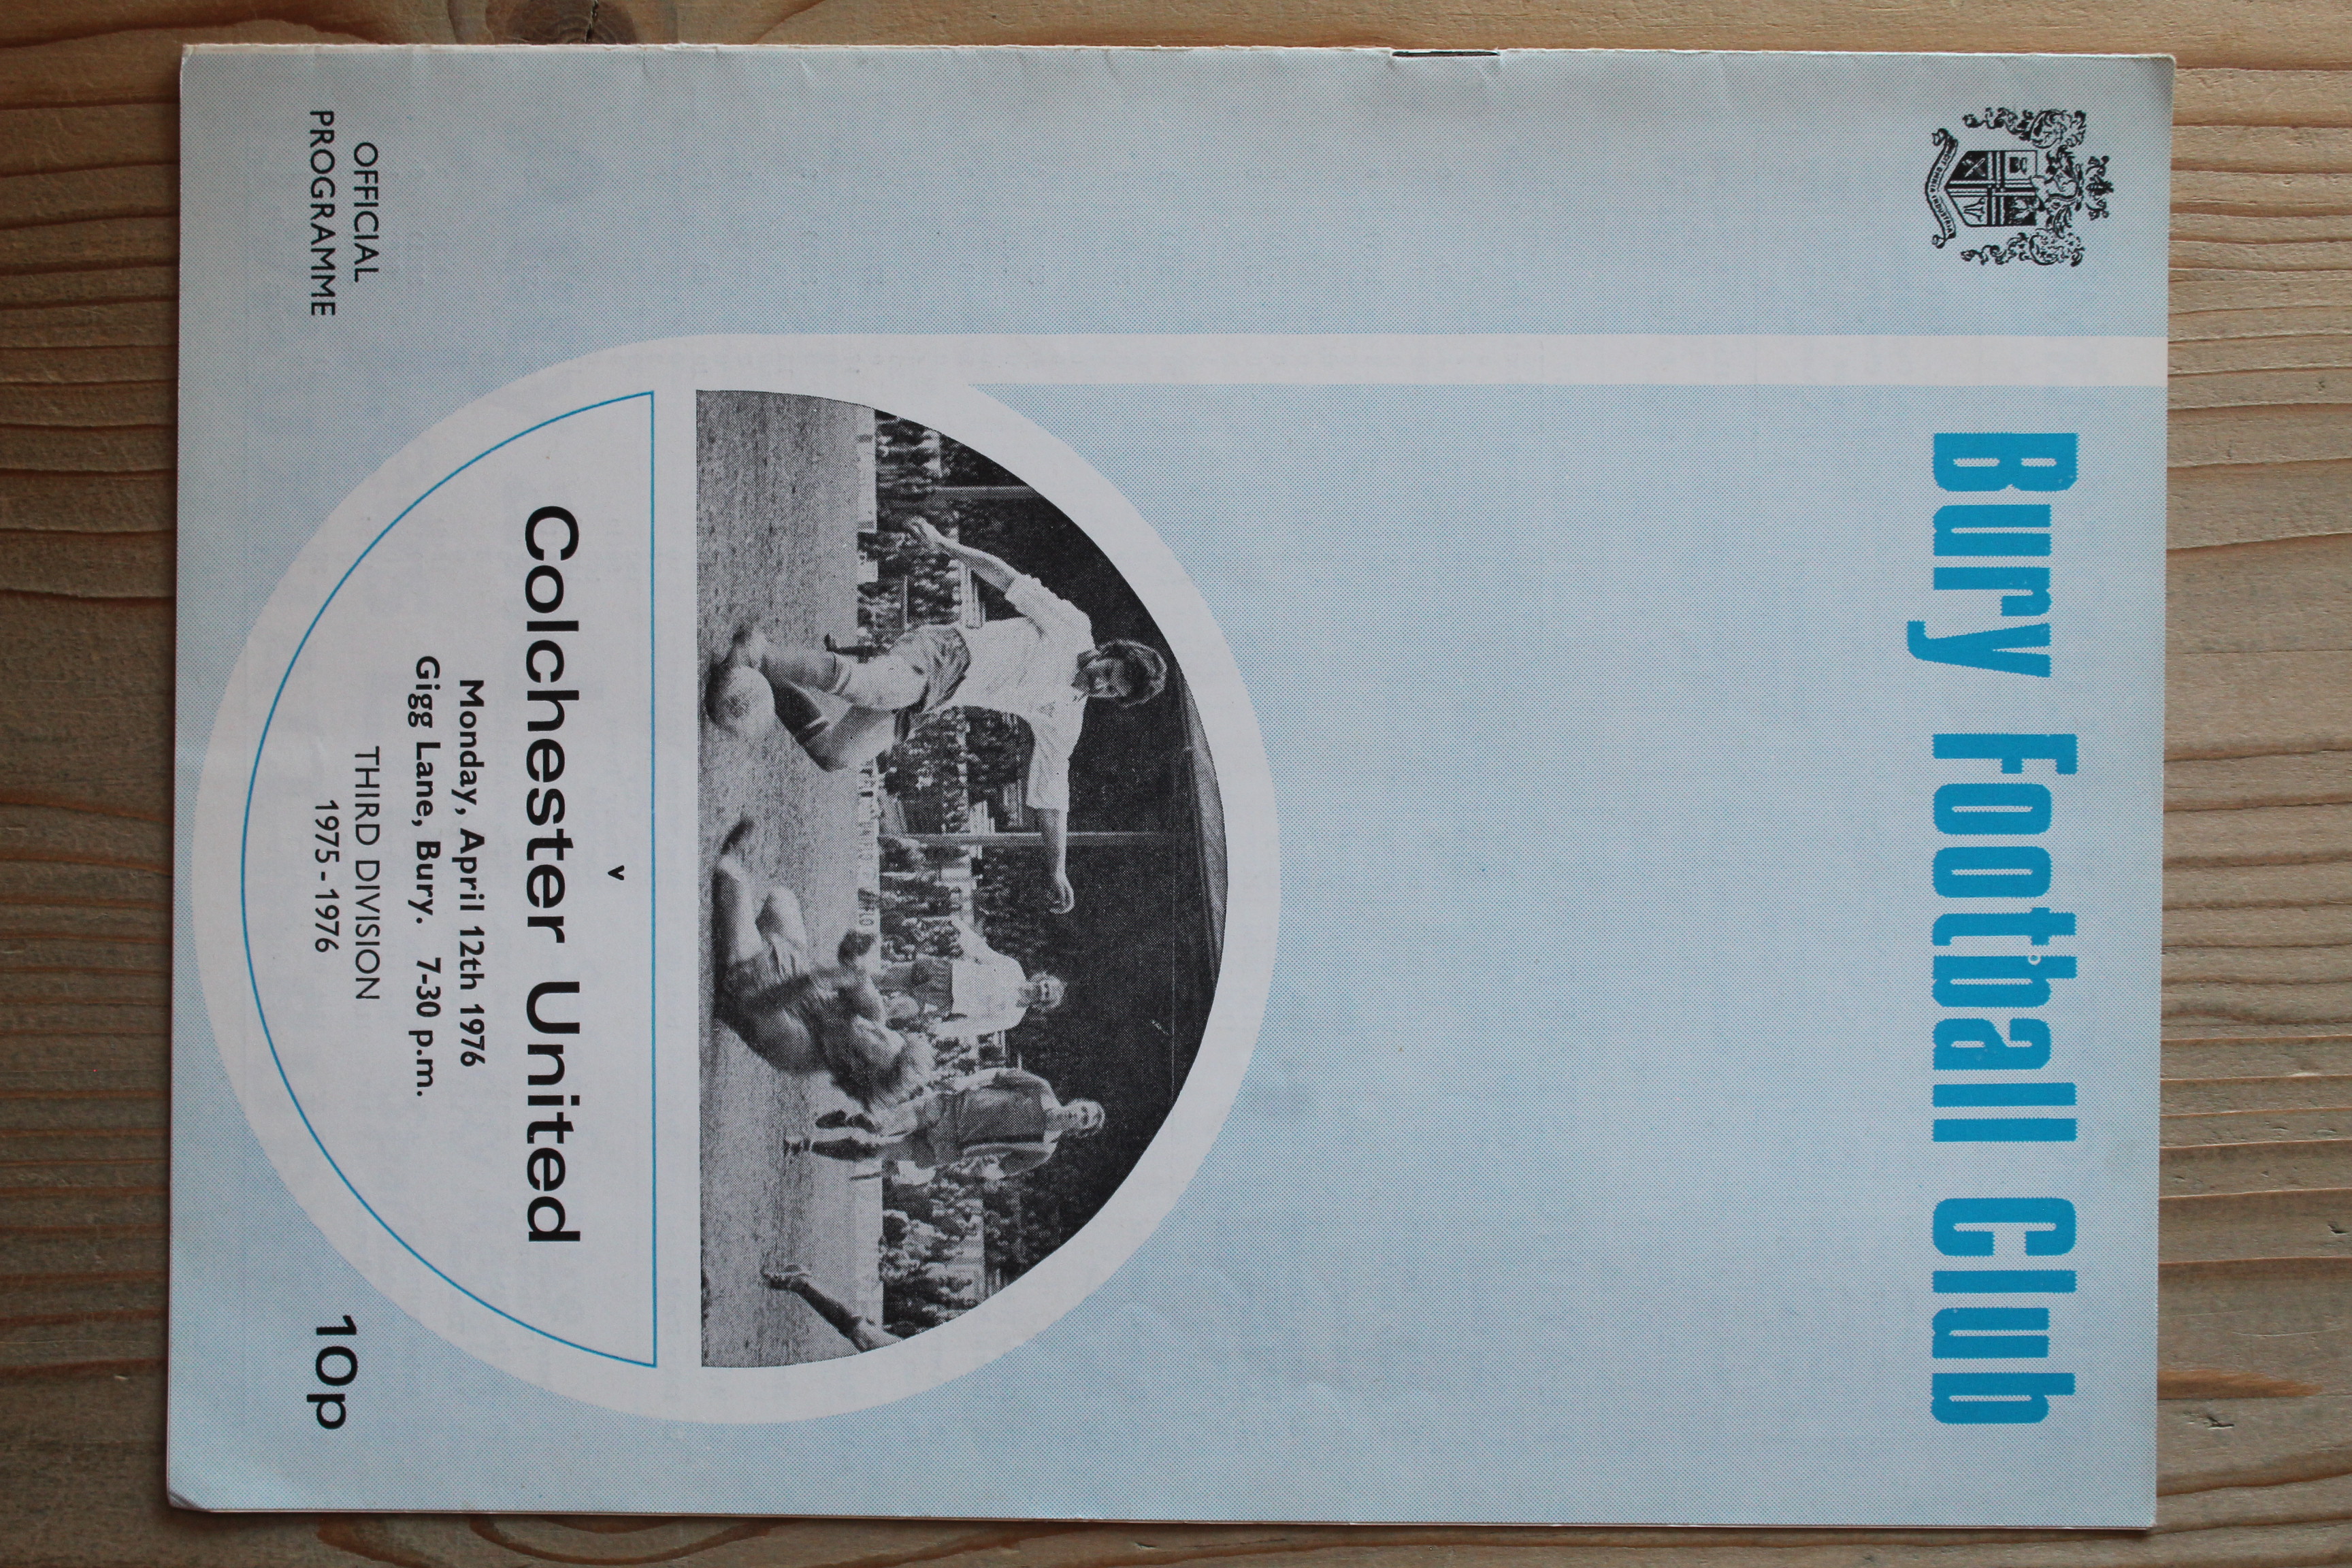 Bury Football Club
v
Colchester United
Monday, April 12th 1976
Gigg Lane, Bury. 7-30 p.m.
THIRD DIVISION
1975-1976
OFFICIAL
PROGRAMME
10p